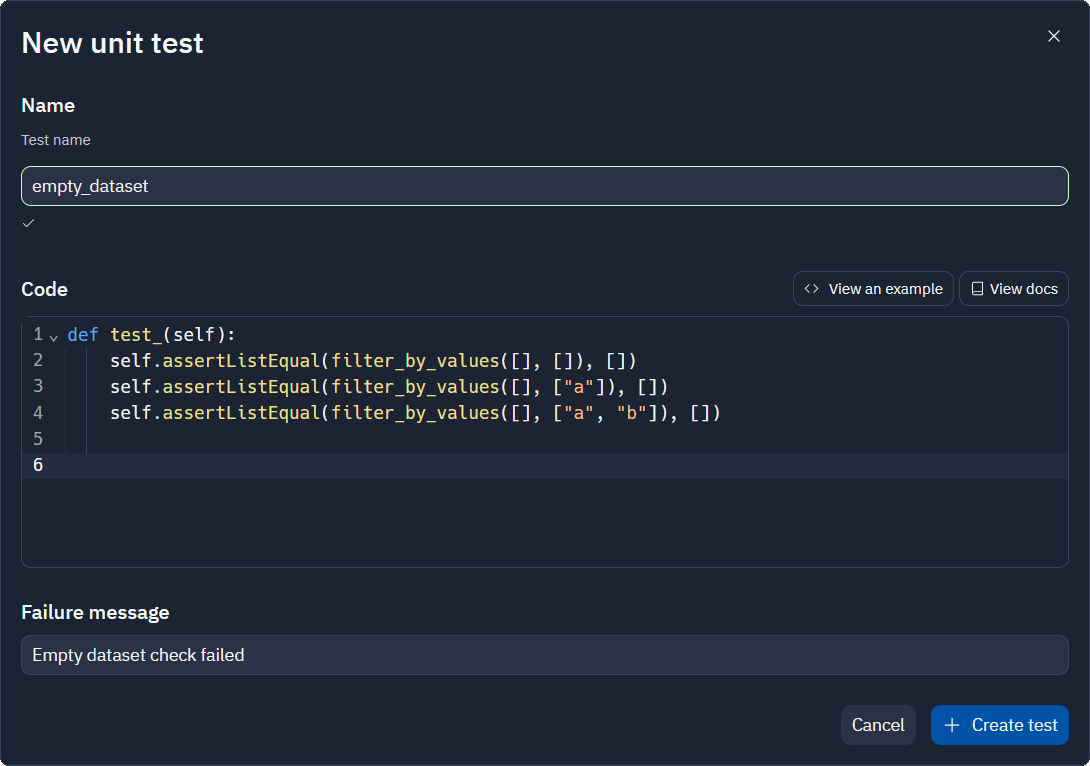 New unit test
Name
Test name
empty_dataset
Code
View an example
View docs
1 def test_(self):
2     self.assertListEqual(filter_by_values([], []), [])
3     self.assertListEqual(filter_by_values([], ["a"]), [])
4     self.assertListEqual(filter_by_values([], ["a", "b"]), [])
5
6
Failure message
Empty dataset check failed
Cancel
Create test